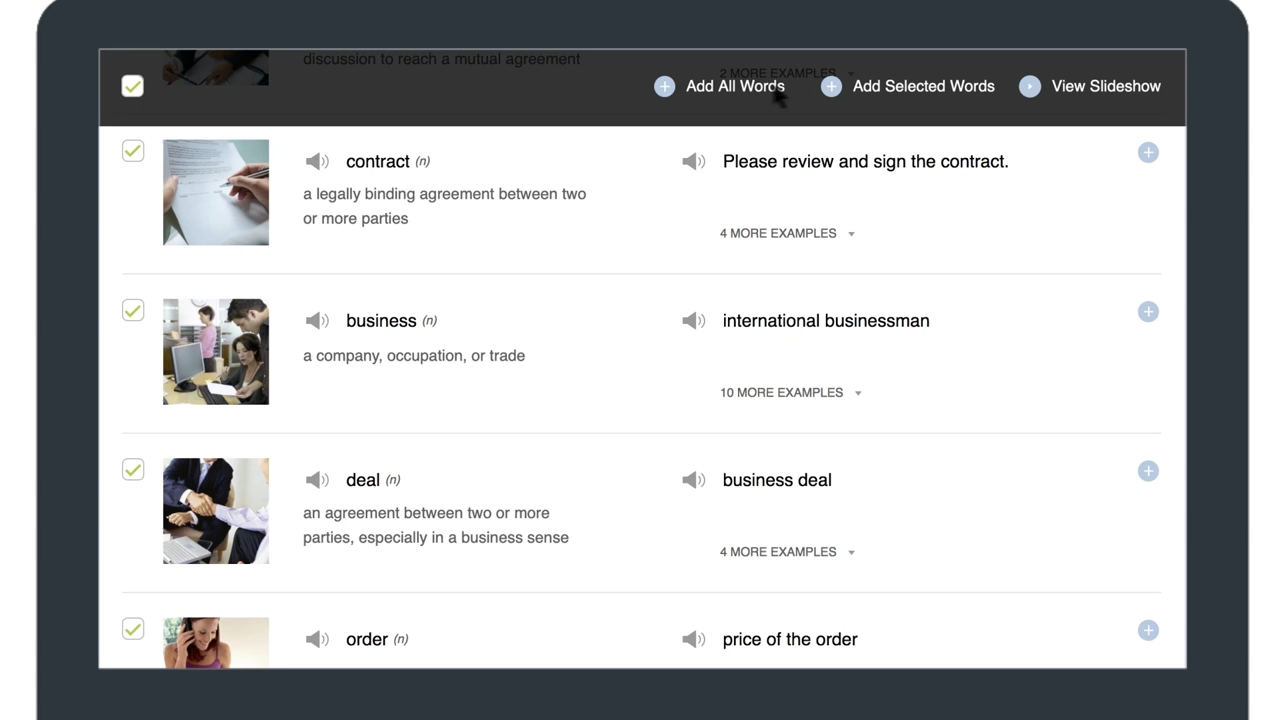 discussion to reach a mutual agreement
2 MORE EXAMPLES
Add All Words
Add Selected Words
View Slideshow
contract (n)
a legally binding agreement between two
or more parties
Please review and sign the contract.
4 MORE EXAMPLES
business (n)
a company, occupation, or trade
international businessman
10 MORE EXAMPLES
deal (n)
an agreement between two or more
parties, especially in a business sense
business deal
4 MORE EXAMPLES
order (n)
price of the order